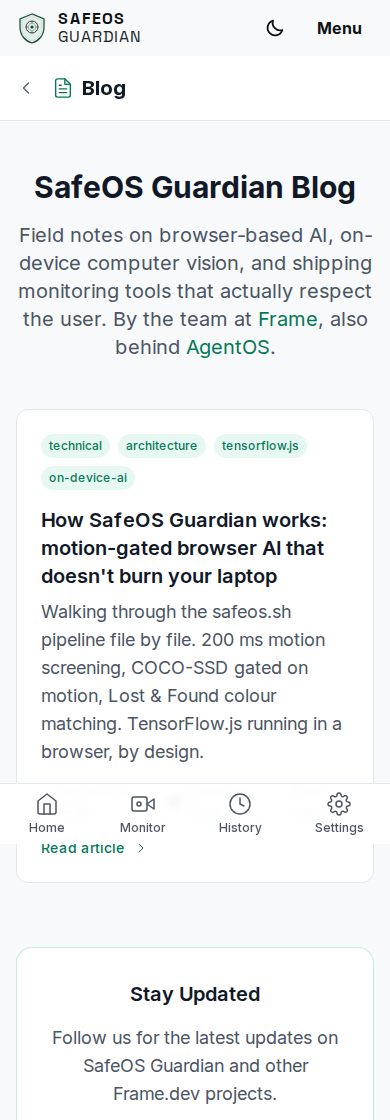 SAFEOS
GUARDIAN
Menu
Blog
SafeOS Guardian Blog
Field notes on browser-based AI, on-
device computer vision, and shipping
monitoring tools that actually respect
the user. By the team at Frame, also
behind AgentOS.
technical
architecture
tensorflow.js
on-device-ai
How SafeOS Guardian works:
motion-gated browser AI that
doesn't burn your laptop
Walking through the safeos.sh
pipeline file by file. 200 ms motion
screening, COCO-SSD gated on
motion, Lost & Found colour
matching. TensorFlow.js running in a
browser, by design.
Home
Monitor
History
Settings
Read article
Stay Updated
Follow us for the latest updates on
SafeOS Guardian and other
Frame.dev projects.